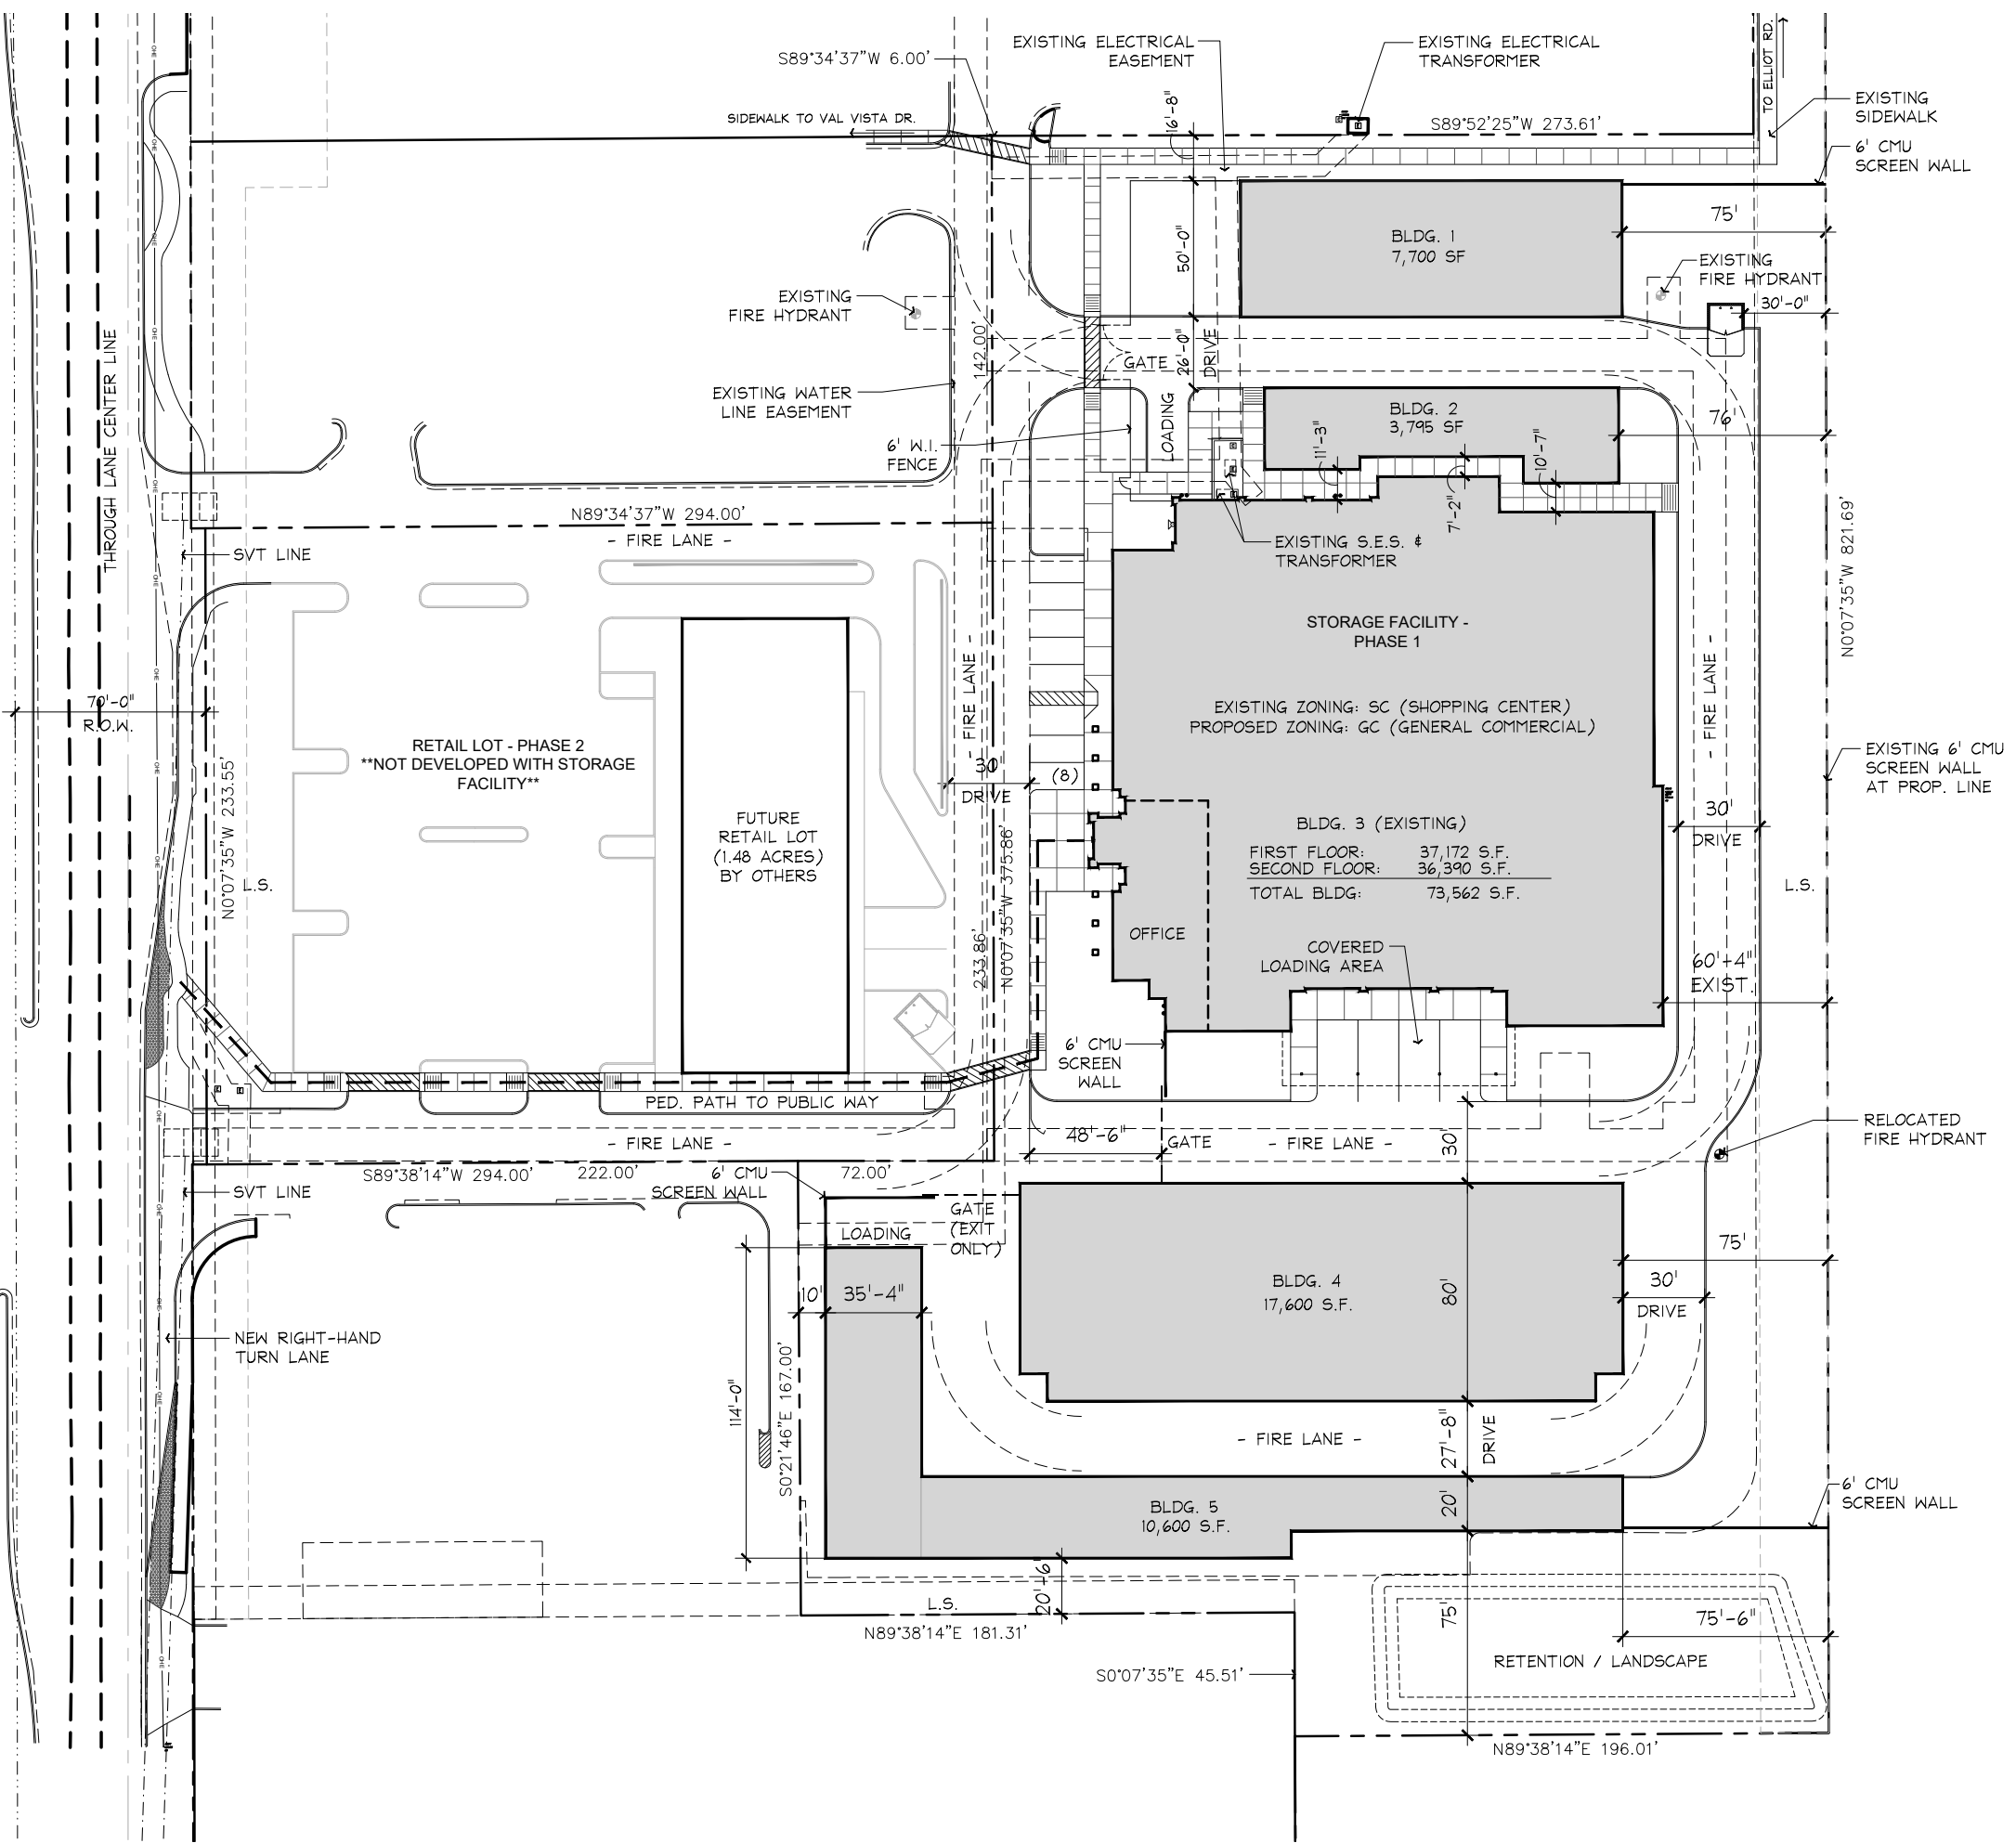 EXISTING ELECTRICAL
EASEMENT
EXISTING ELECTRICAL
TRANSFORMER
S89°34'37"W 6.00'
TO ELLIOT RD.
EXISTING
SIDEWALK
SIDEWALK TO VAL VISTA DR.
16'-8"
S89°52'25"W 273.61'
6' CMU
SCREEN WALL
75'
BLDG. 1
7,700 SF
50'-0"
EXISTING
FIRE HYDRANT
EXISTING
FIRE HYDRANT
30'-0"
THROUGH LANE CENTER LINE
142.00'
26'-0"
DRIVE
GATE
EXISTING WATER
LINE EASEMENT
LOADING
BLDG. 2
3,795 SF
76'
6' W.I.
FENCE
11'-3"
10'-7"
7'-2"
N89°34'37"W 294.00'
- FIRE LANE -
SVT LINE
EXISTING S.E.S. &
TRANSFORMER
N0°07'35"W 821.69'
STORAGE FACILITY -
PHASE 1
- FIRE LANE -
- FIRE LANE -
70'-0"
R.O.W.
EXISTING ZONING: SC (SHOPPING CENTER)
PROPOSED ZONING: GC (GENERAL COMMERCIAL)
RETAIL LOT - PHASE 2
**NOT DEVELOPED WITH STORAGE
FACILITY**
EXISTING 6' CMU
SCREEN WALL
AT PROP. LINE
30'
DRIVE
(8)
N0°07'35"W 233.55'
L.S.
FUTURE
RETAIL LOT
(1.48 ACRES)
BY OTHERS
BLDG. 3 (EXISTING)
FIRST FLOOR: 37,172 S.F.
SECOND FLOOR: 36,390 S.F.
TOTAL BLDG: 73,562 S.F.
30'
DRIVE
L.S.
233.86'
N0°07'35"W 375.86'
OFFICE
COVERED
LOADING AREA
60'-4"
EXIST.
6' CMU
SCREEN
WALL
PED. PATH TO PUBLIC WAY
- FIRE LANE -
48'-6"
GATE
- FIRE LANE -
30'
RELOCATED
FIRE HYDRANT
S89°38'14"W 294.00'
222.00'
6' CMU
SCREEN WALL
72.00'
SVT LINE
LOADING
GATE
(EXIT
ONLY)
75'
10'
35'-4"
BLDG. 4
17,600 S.F.
80'
30'
DRIVE
NEW RIGHT-HAND
TURN LANE
114'-0"
S0°21'46"E 167.00'
- FIRE LANE -
27'-8"
DRIVE
BLDG. 5
10,600 S.F.
20'
6' CMU
SCREEN WALL
20'-6"
L.S.
75'
75'-6"
N89°38'14"E 181.31'
RETENTION / LANDSCAPE
S0°07'35"E 45.51'
N89°38'14"E 196.01'
OHE
OHE
OHE
OHE
OHE
OHE
OHE
OHE
OHE
OHE
OHE
OHE